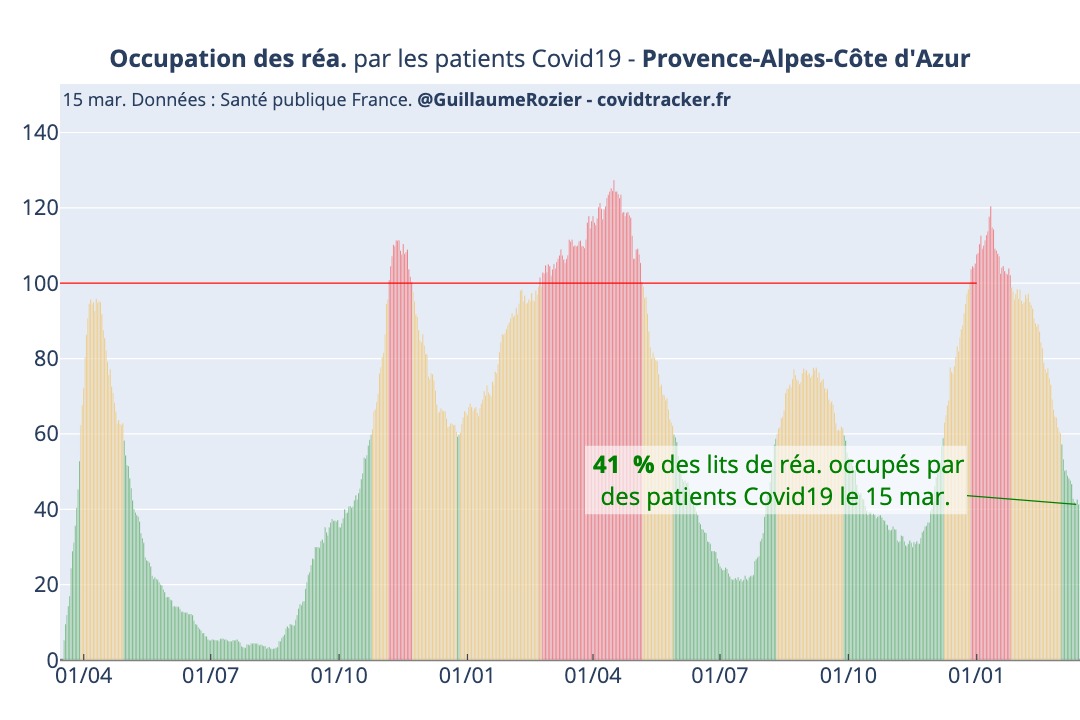 Occupation des réa. par les patients Covid19 - Provence-Alpes-Côte d'Azur
15 mar. Données : Santé publique France. @GuillaumeRozier - covidtracker.fr
140
120
100
80
60
41 % des lits de réa. occupés par
des patients Covid19 le 15 mar.
40
20
0
01/04 01/07 01/10 01/01 01/04 01/07 01/10 01/01